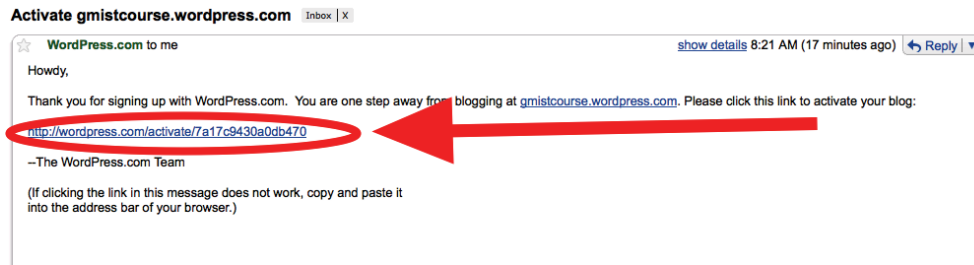 Activate gmistcourse.wordpress.com Inbox X
WordPress.com to me show details 8:21 AM (17 minutes ago) Reply
Howdy,
Thank you for signing up with WordPress.com. You are one step away from blogging at gmistcourse.wordpress.com. Please click this link to activate your blog:
http://wordpress.com/activate/7a17c9430a0db470
--The WordPress.com Team
(If clicking the link in this message does not work, copy and paste it
into the address bar of your browser.)